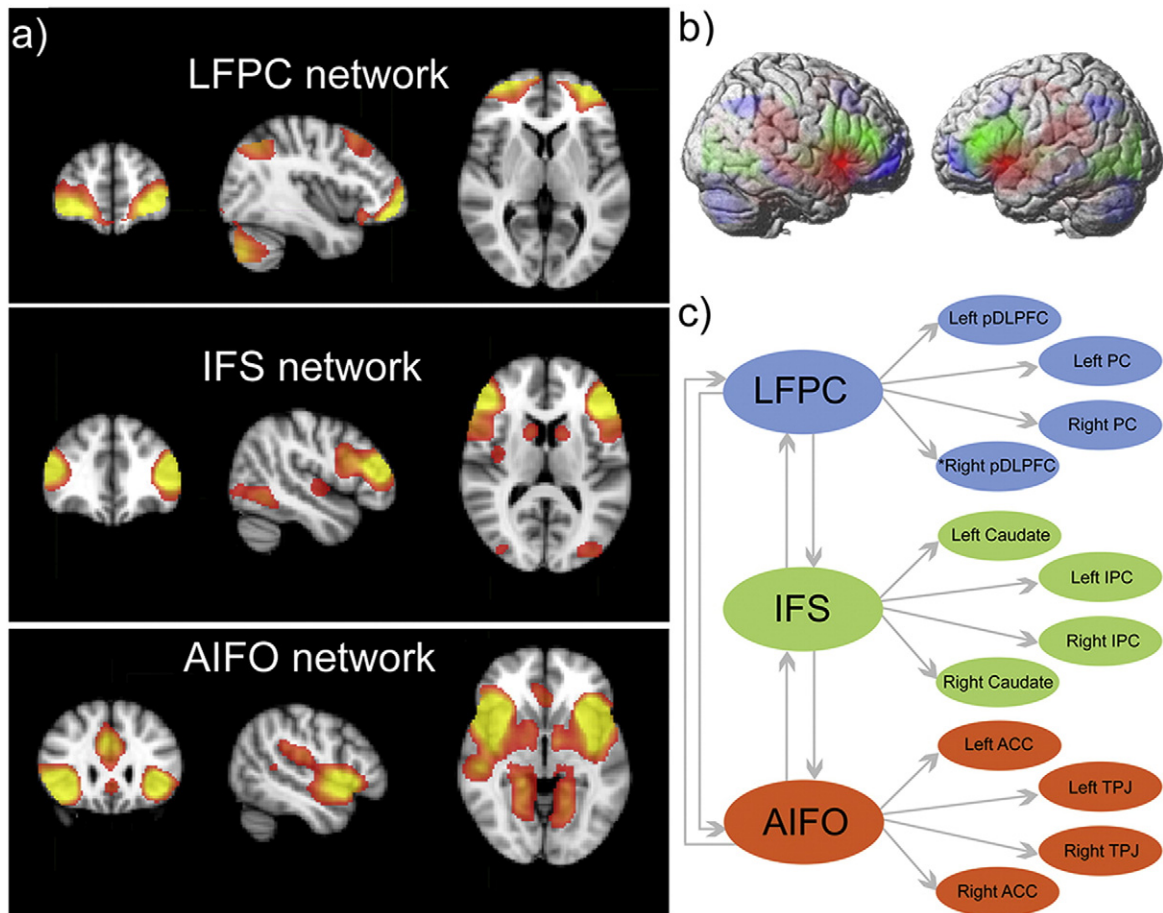 a)
LFPC network
IFS network
AIFO network
b)
c)
LFPC
Left pDLPFC
Left PC
Right PC
*Right pDLPFC
IFS
Left Caudate
Left IPC
Right IPC
Right Caudate
AIFO
Left ACC
Left TPJ
Right TPJ
Right ACC